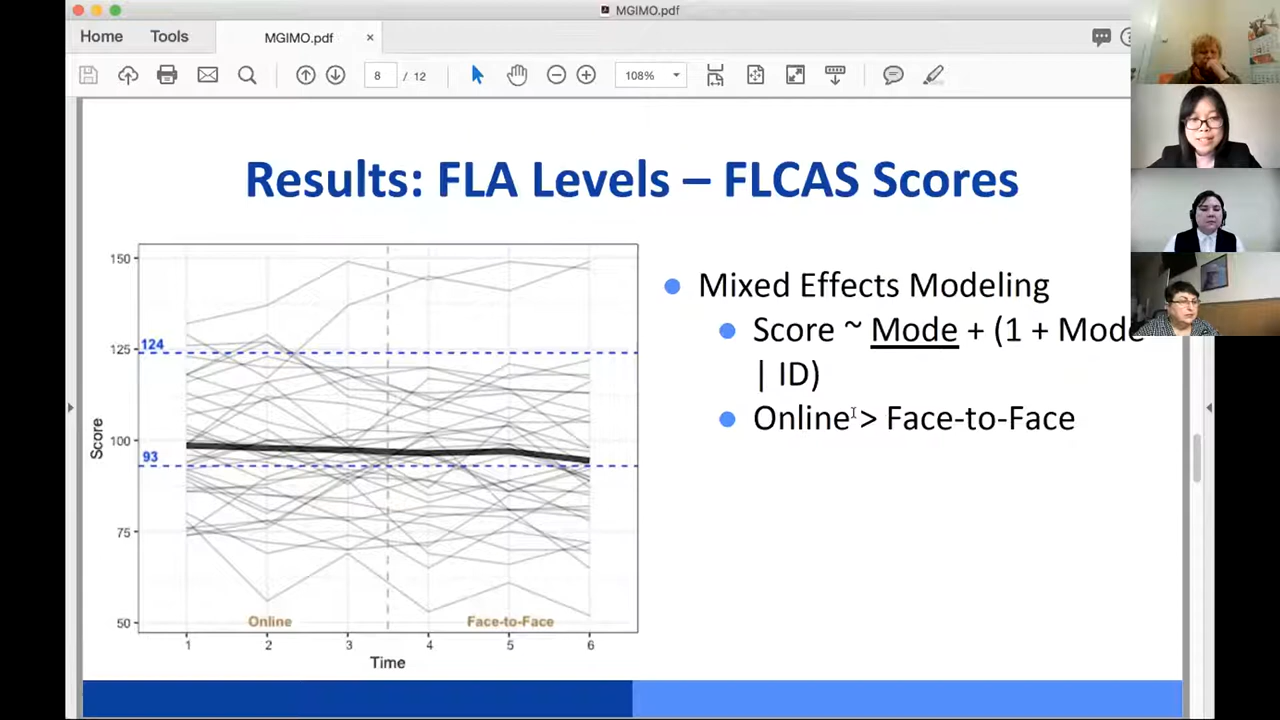 MGIMO.pdf
Home Tools MGIMO.pdf ×
8 / 12 108%
Results: FLA Levels – FLCAS Scores
150
125
100
75
50
124
93
Score
Online Face-to-Face
1 2 3 4 5 6
Time
Mixed Effects Modeling
Score ~ Mode + (1 + Mode
| ID)
Online > Face-to-Face